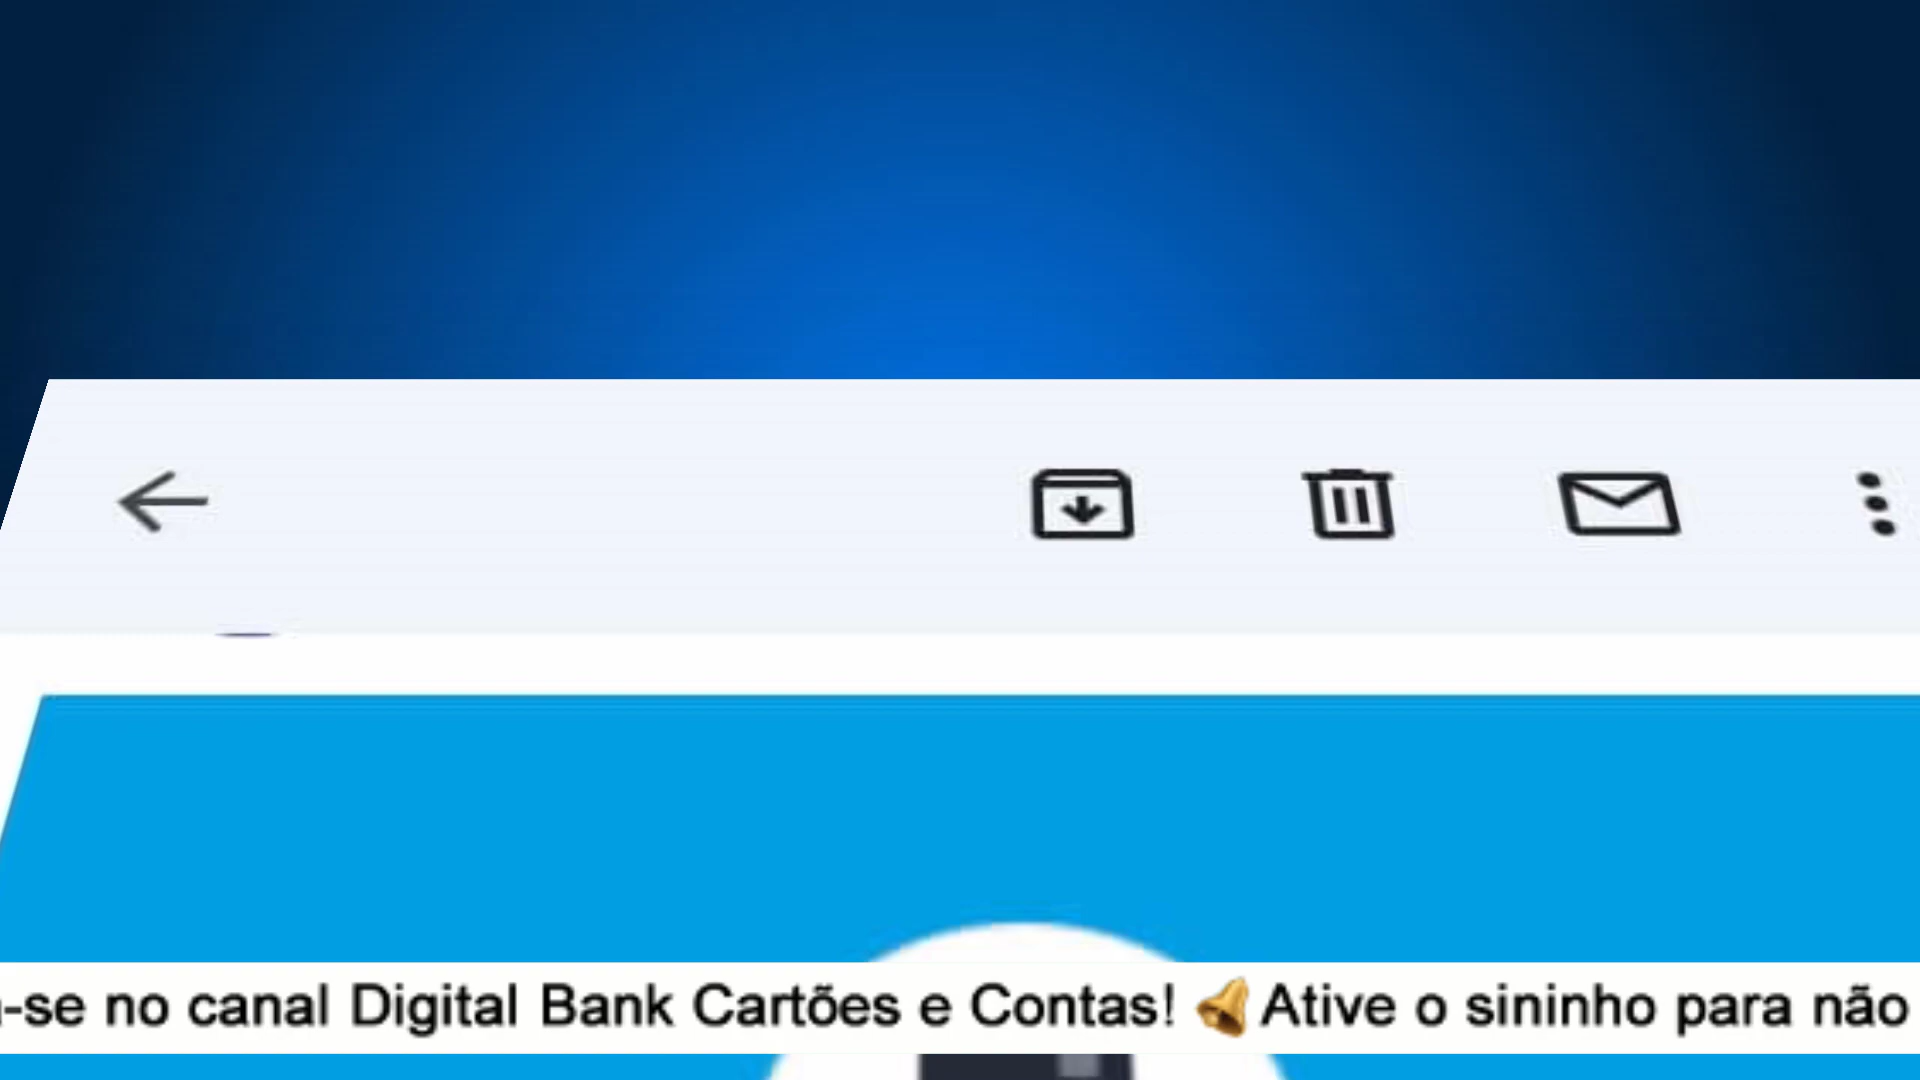 -se no canal Digital Bank Cartões e Contas! 🔔Ative o sininho para não